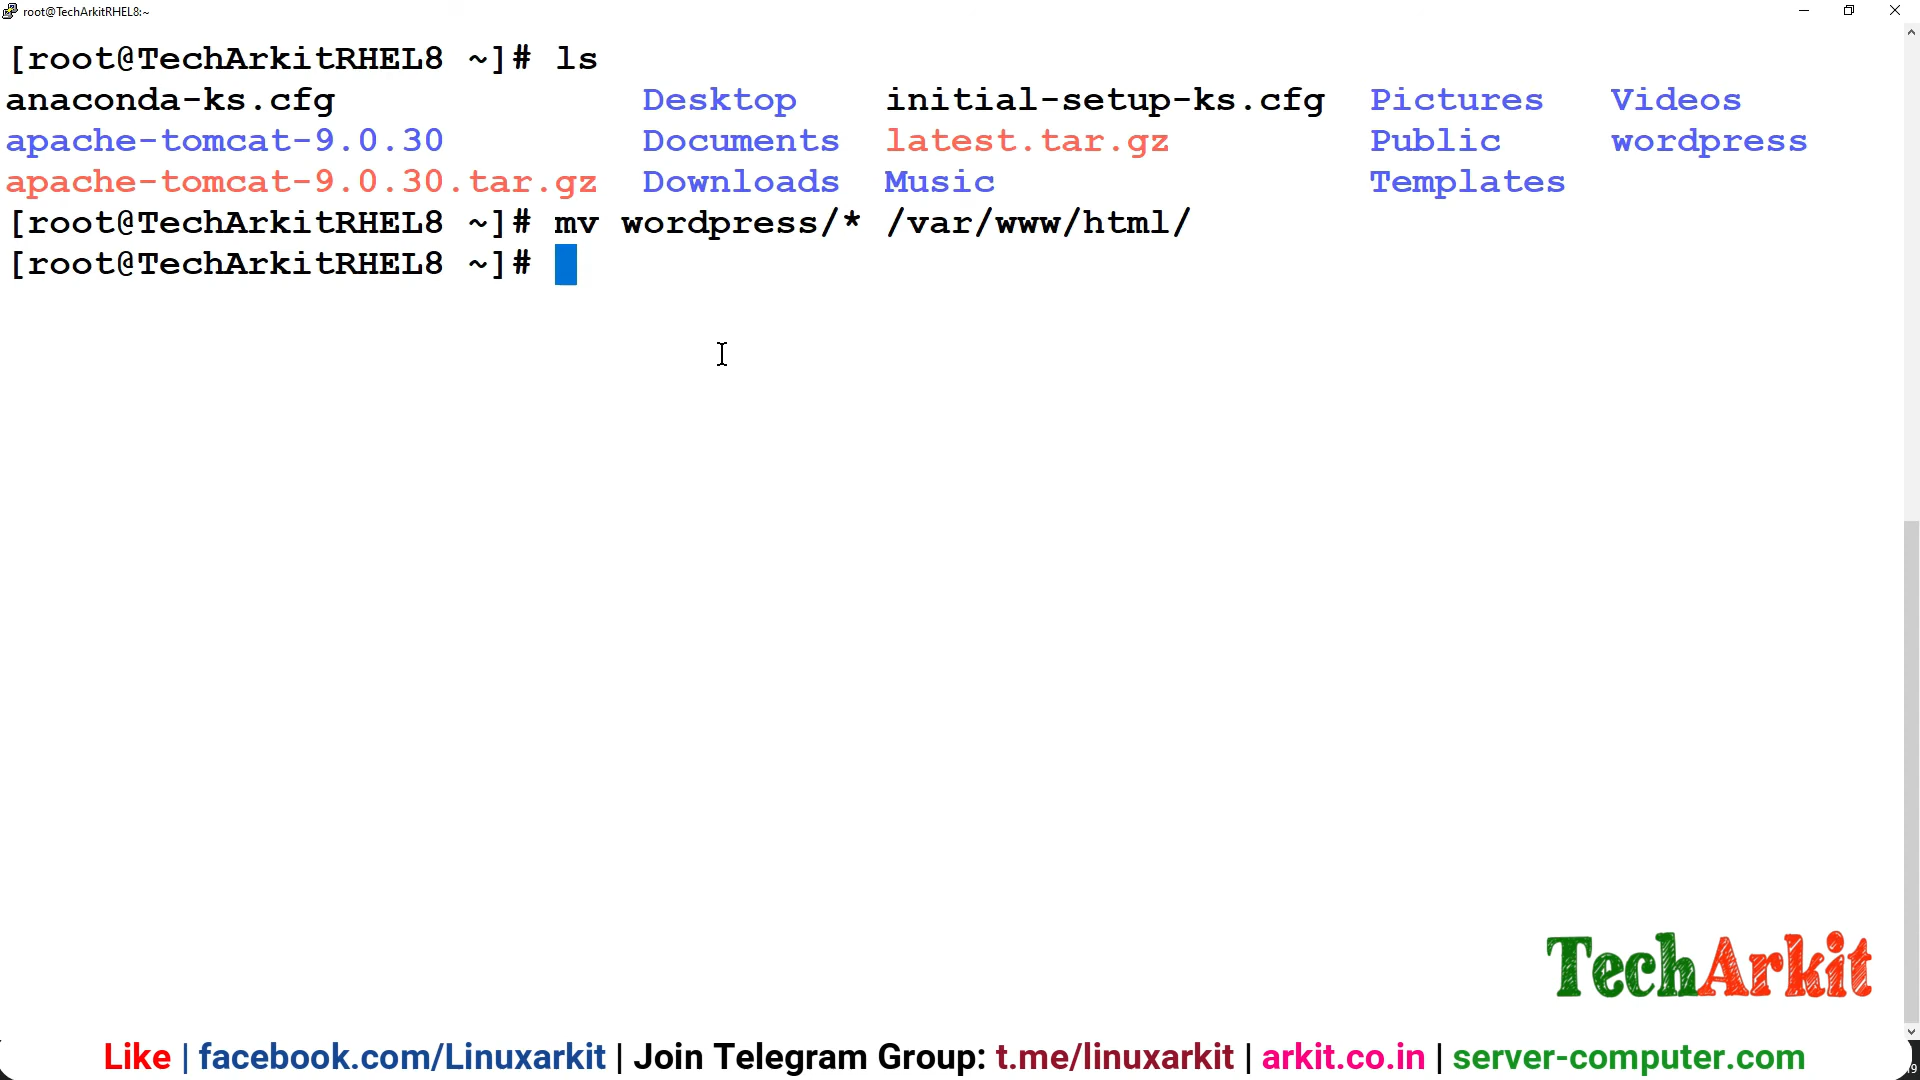 root@TechArkitRHEL8:~
[root@TechArkitRHEL8 ~]# ls
anaconda-ks.cfg Desktop initial-setup-ks.cfg Pictures Videos
apache-tomcat-9.0.30 Documents latest.tar.gz Public wordpress
apache-tomcat-9.0.30.tar.gz Downloads Music Templates
[root@TechArkitRHEL8 ~]# mv wordpress/* /var/www/html/
[root@TechArkitRHEL8 ~]#
TechArkit
Like | facebook.com/Linuxarkit | Join Telegram Group: t.me/linuxarkit | arkit.co.in | server-computer.com